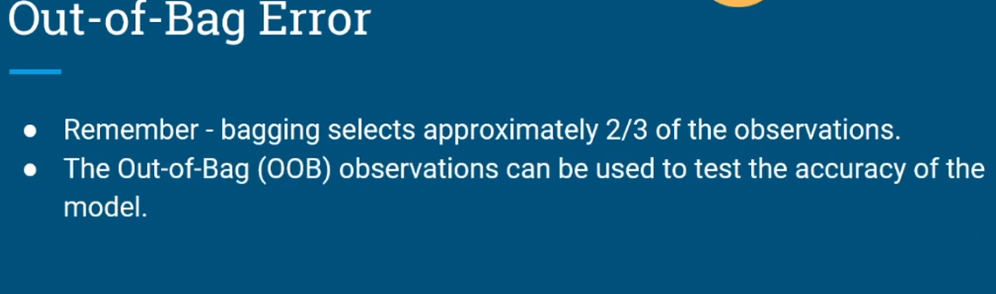 Out-of-Bag Error
● Remember - bagging selects approximately 2/3 of the observations.
● The Out-of-Bag (OOB) observations can be used to test the accuracy of the
model.